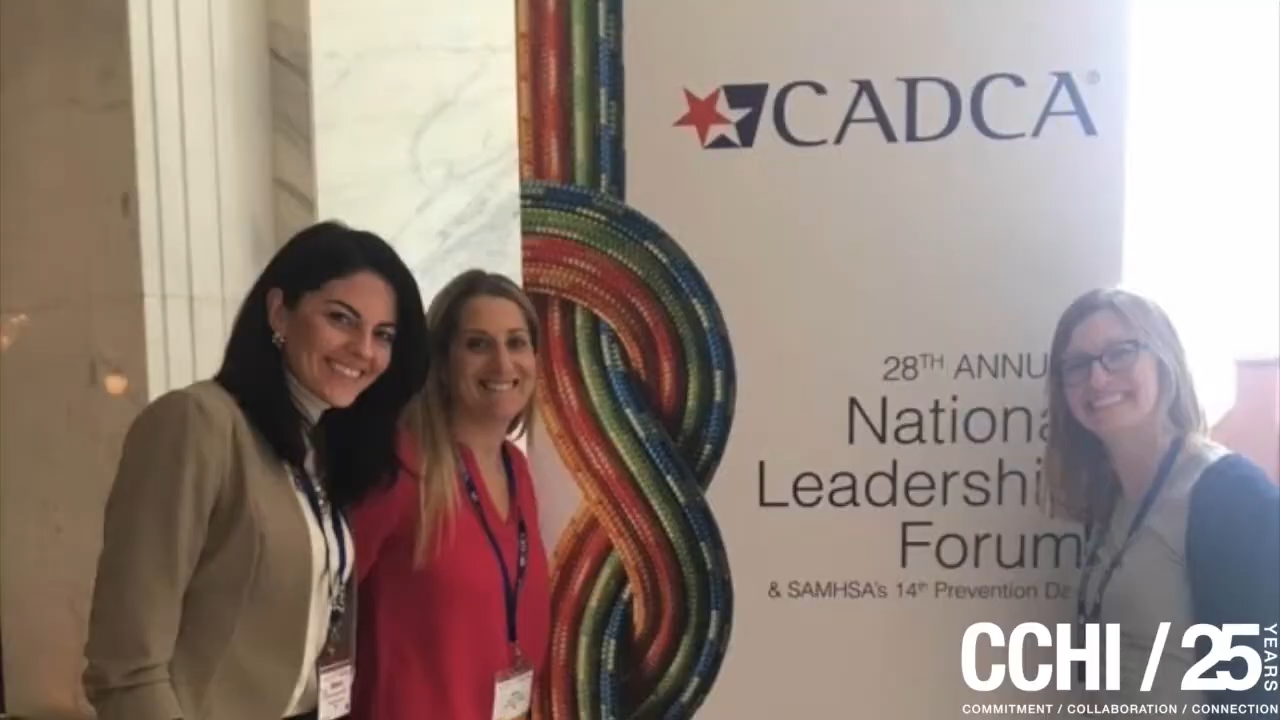 CADCA®
28TH ANNU
Nationa
Leadershi
Forum
& SAMHSA's 14th Prevention Da
CCHI / 25 YEARS
COMMITMENT / COLLABORATION / CONNECTION